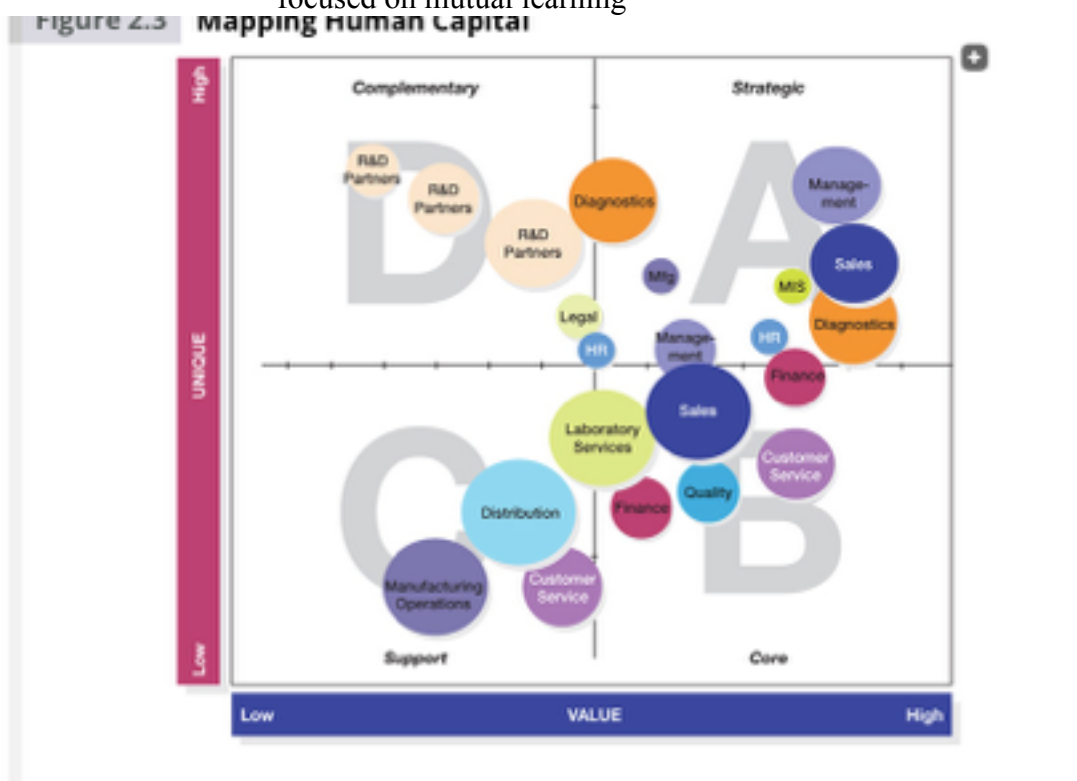 focused on mutual learning
Figure 2.3 Mapping Human Capital
High
UNIQUE
Low
Complementary
Strategic
D
A
R&D
Partners
R&D
Partners
R&D
Partners
Diagnostics
Manage-
ment
Sales
Mfg
MIS
Diagnostics
Legal
HR
Manage-
ment
HR
Finance
C
B
Laboratory
Services
Sales
Customer
Service
Quality
Finance
Distribution
Manufacturing
Operations
Customer
Service
Support
Core
Low VALUE High